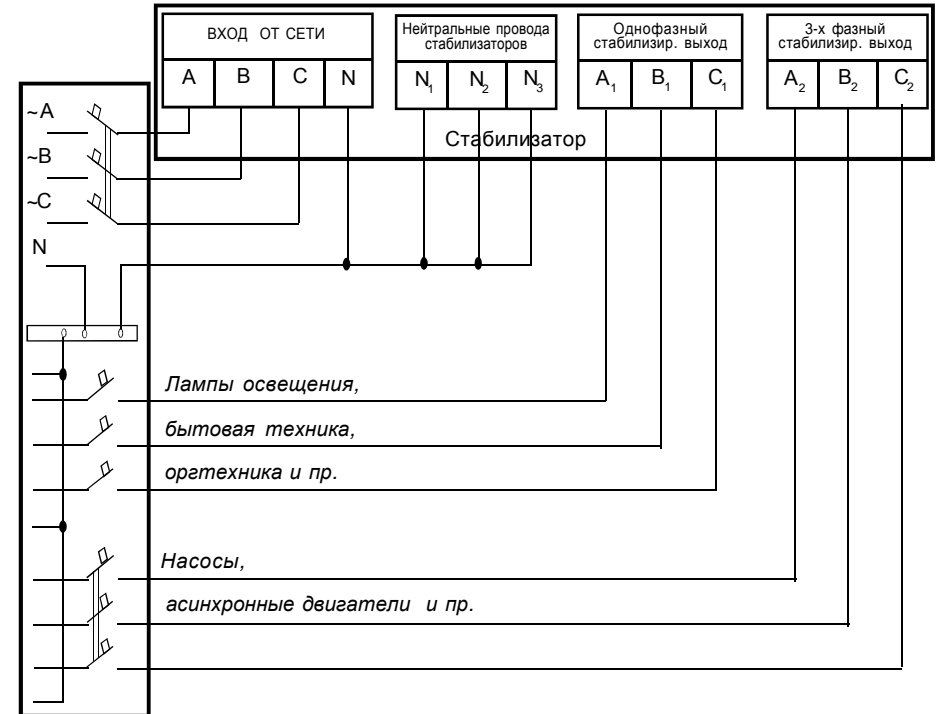 ВХОД ОТ СЕТИ
A B C N
Нейтральные провода
стабилизаторов
N1 N2 N3
Однофазный
стабилизир. выход
A1 B1 C1
3-х фазный
стабилизир. выход
A2 B2 C2
Стабилизатор
~A
~B
~C
N
Лампы освещения,
бытовая техника,
оргтехника и пр.
Насосы,
асинхронные двигатели и пр.